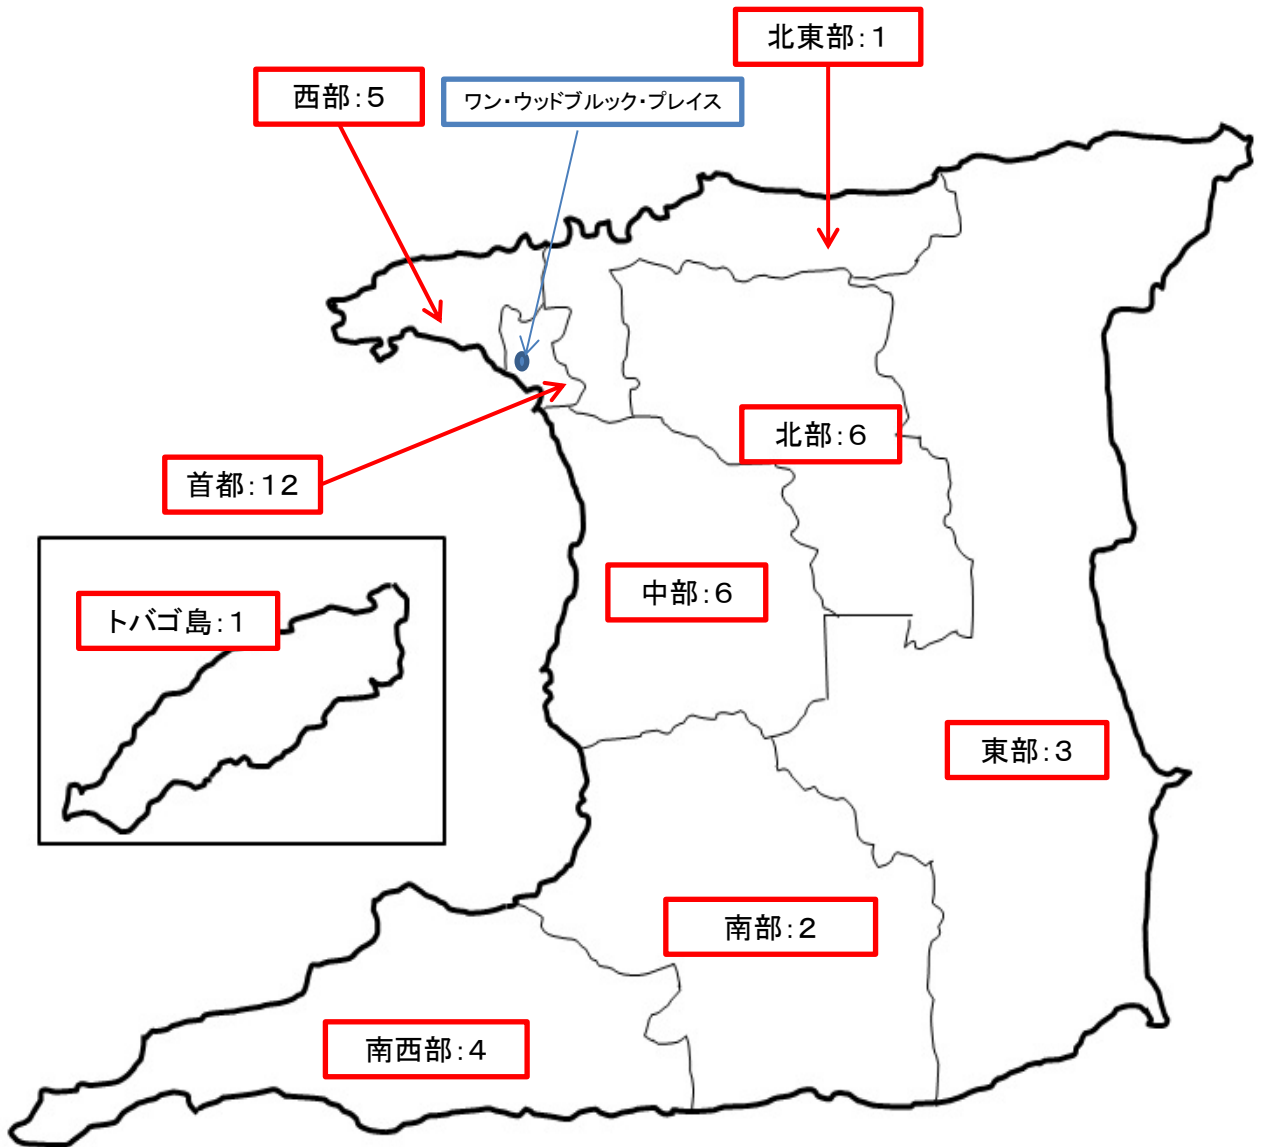 北東部:1
西部:5
ワン・ウッドブルック・プレイス
北部:6
首都:12
中部:6
トバゴ島:1
東部:3
南部:2
南西部:4